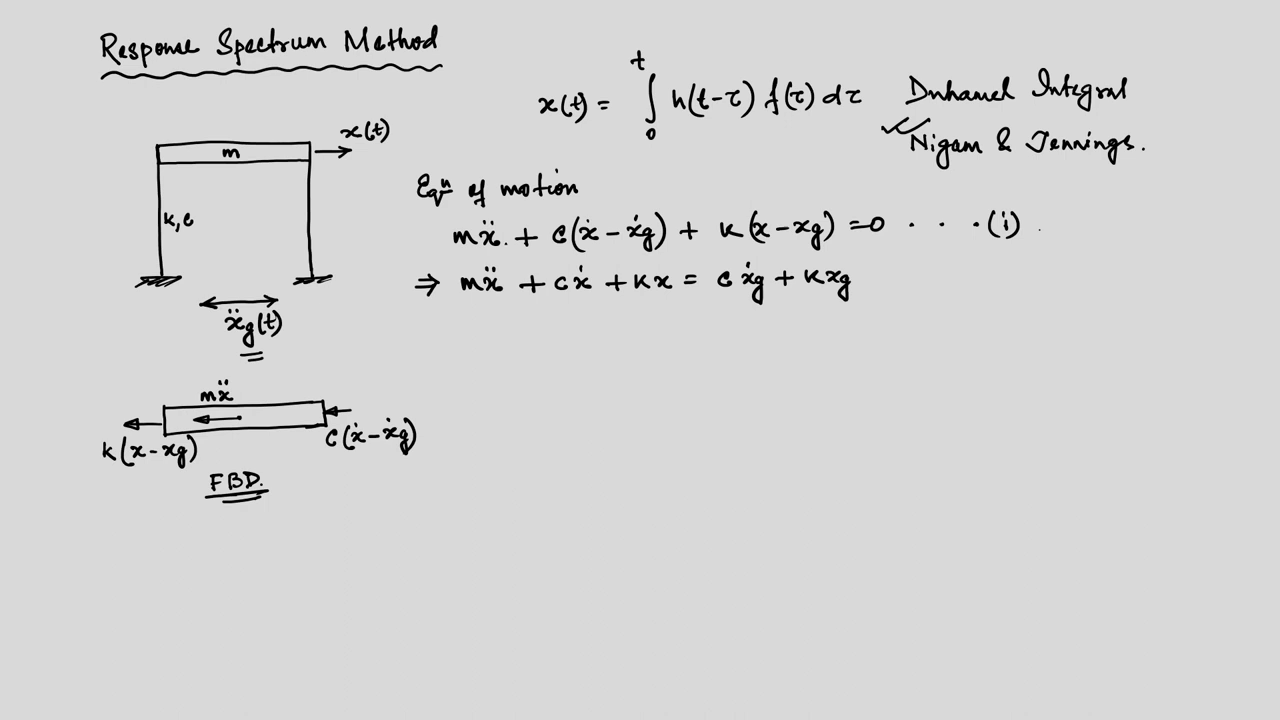 Response Spectrum Method
x(t) = ∫₀ᵗ h(t-τ) f(τ) dτ Duhamel Integral
Nigam & Jennings.
x(t)
m
k, c
ẍg(t)
Eqⁿ of motion
mẍ + c(ẋ - ẋg) + k(x - xg) = 0 . . . (i)
⇒ mẍ + cẋ + kx = cẋg + kxg
mẍ
k(x - xg)
c(ẋ - ẋg)
FBD.